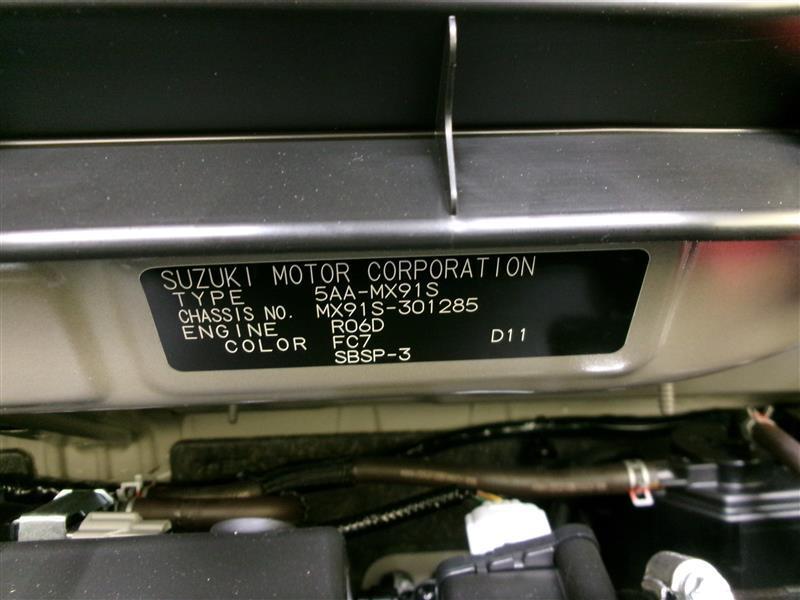 SUZUKI MOTOR CORPORATION
TYPE 5AA-MX91S
CHASSIS NO. MX91S-301285
ENGINE R06D
COLOR FC7 D11
SBSP-3